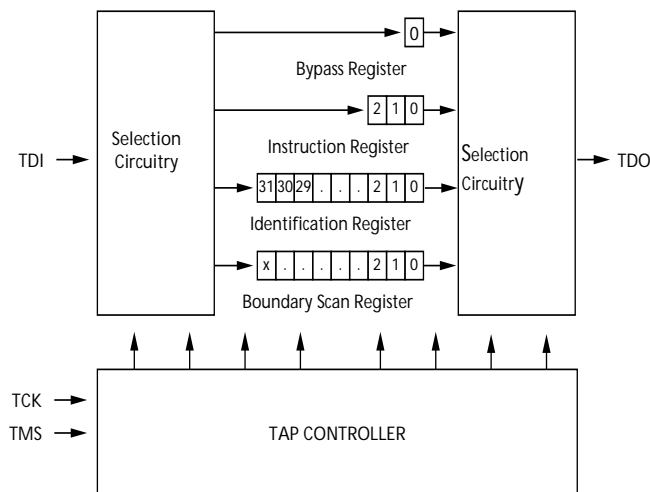 0
Bypass Register
2 1 0
Selection
Circuitry
Instruction Register
Selection
Circuitry
TDI
TDO
31 30 29 . . . 2 1 0
Identification Register
x . . . . . 2 1 0
Boundary Scan Register
TCK
TMS
TAP CONTROLLER